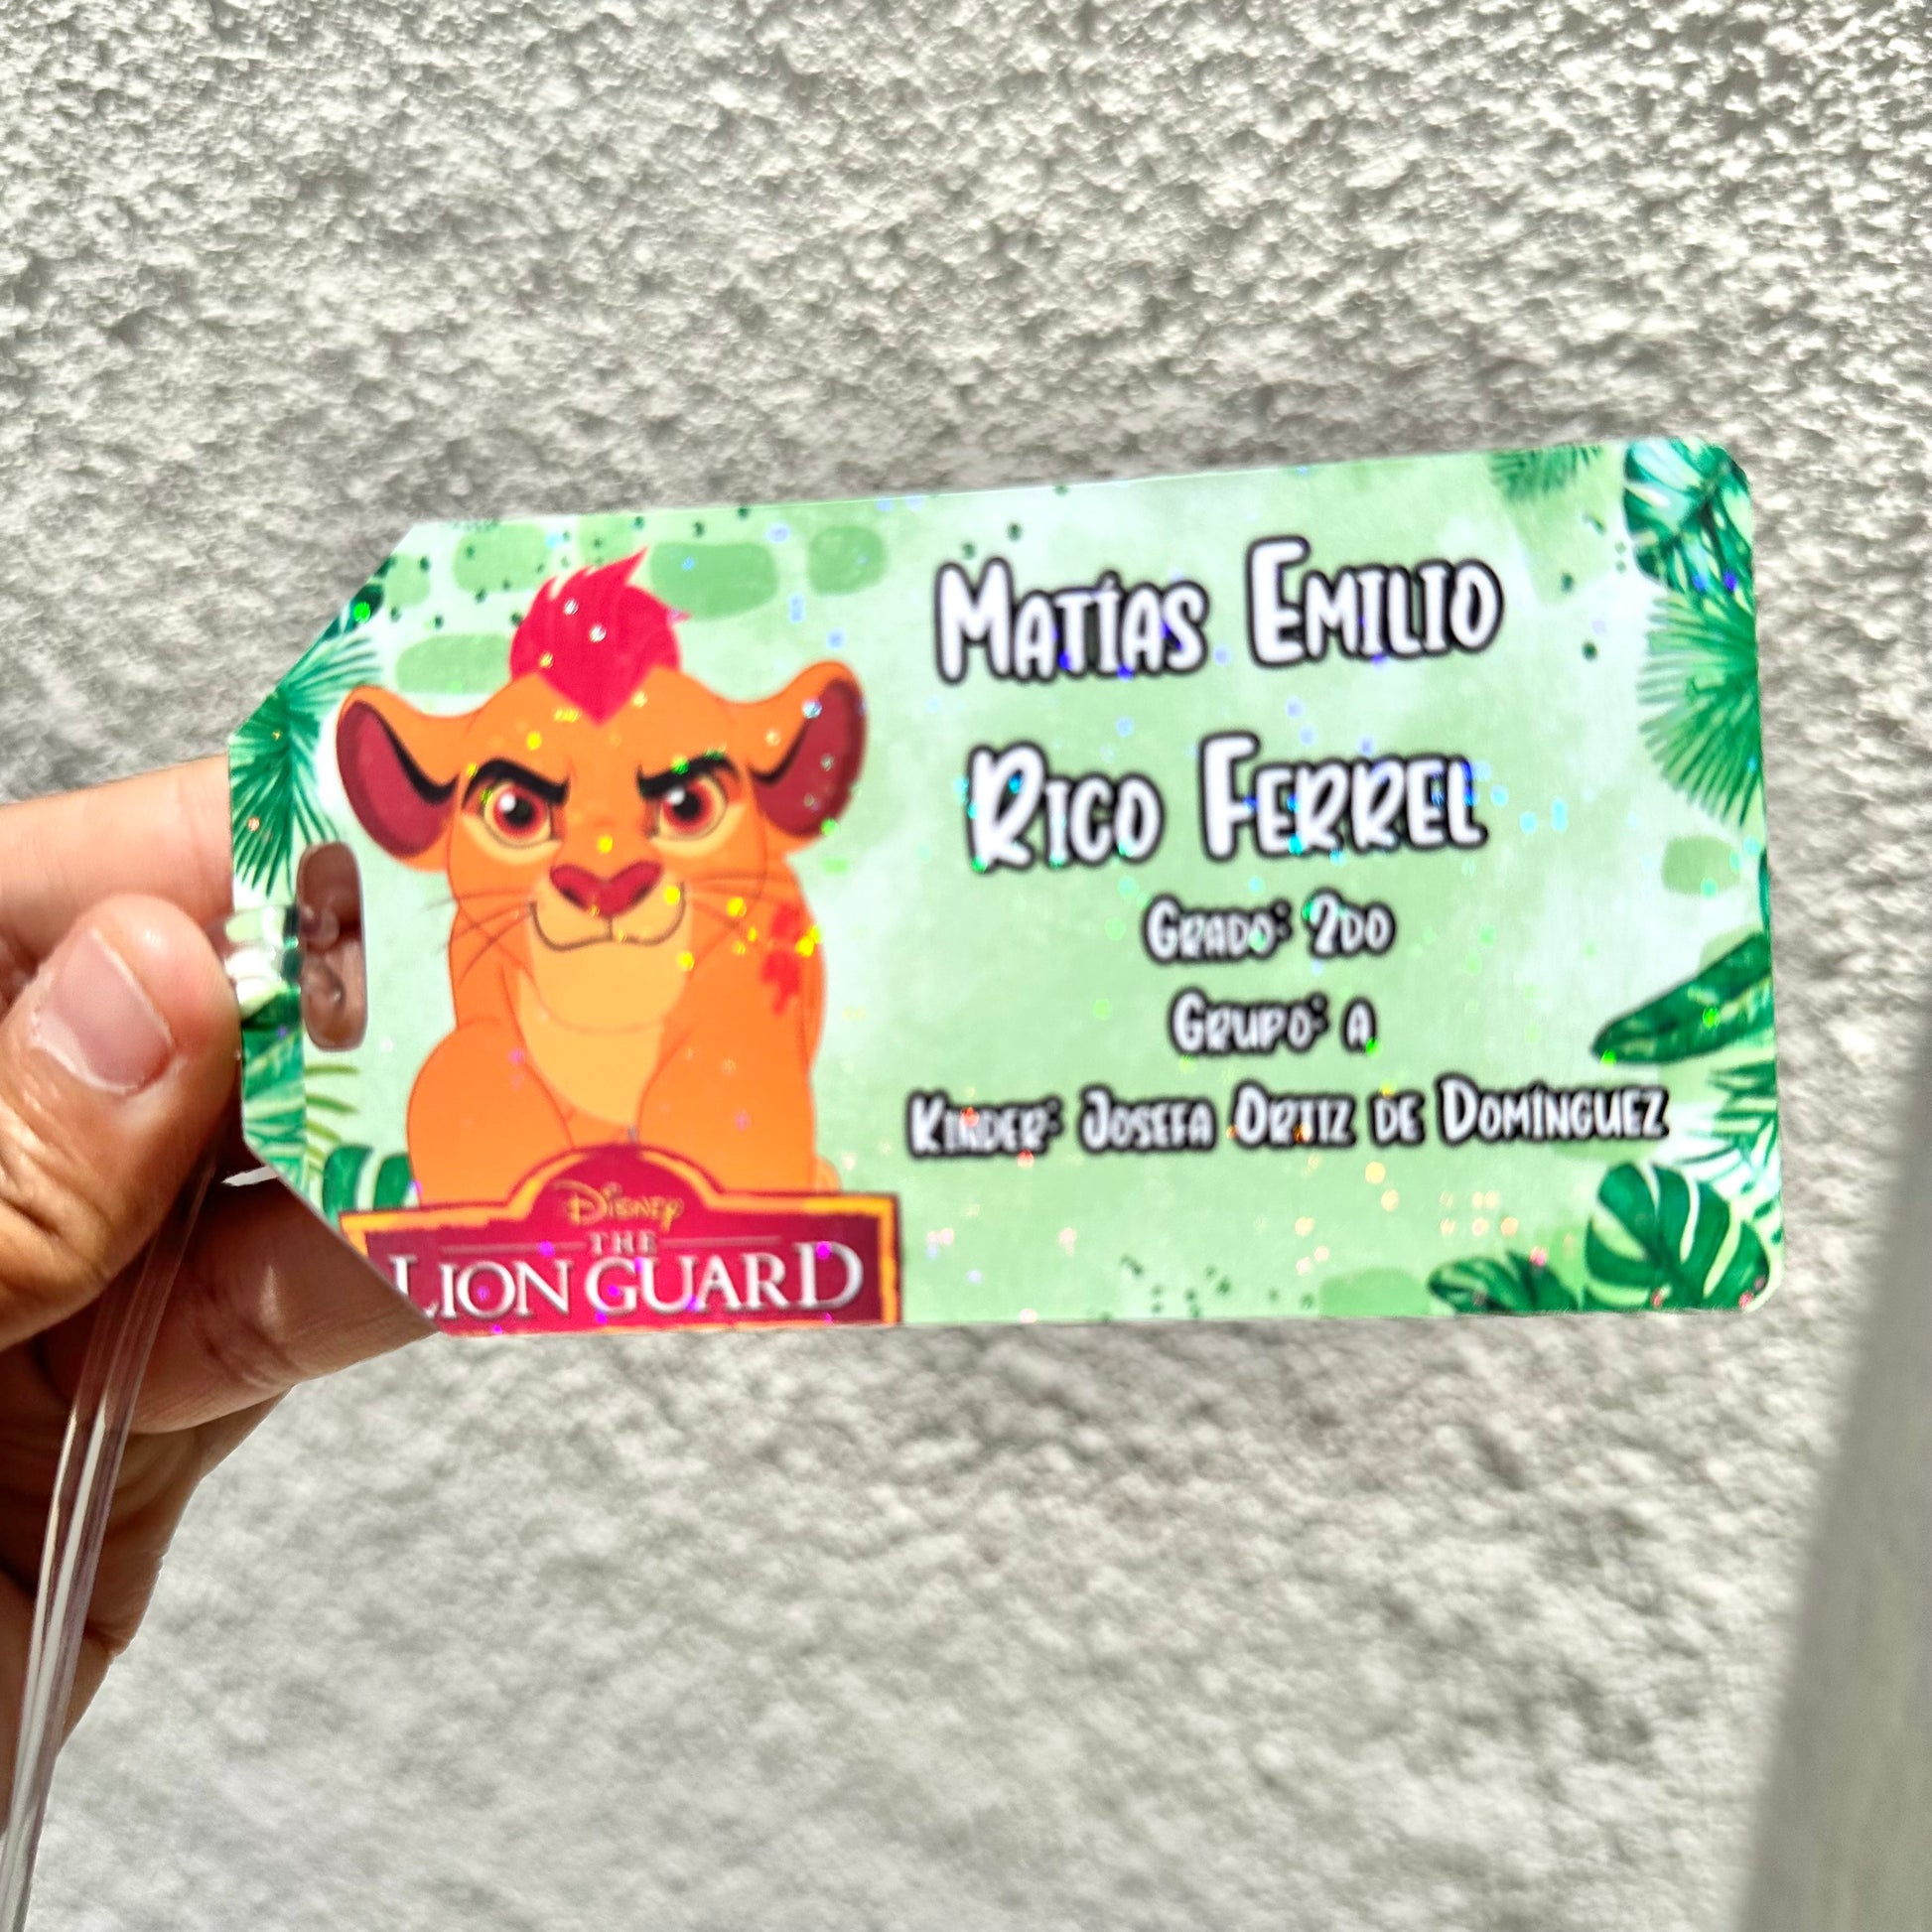 Matías Emilio
Rico Ferrel
Grado: 2do
Grupo: A
Kinder: Josefa Ortiz de Domínguez
Disney
THE
LION GUARD